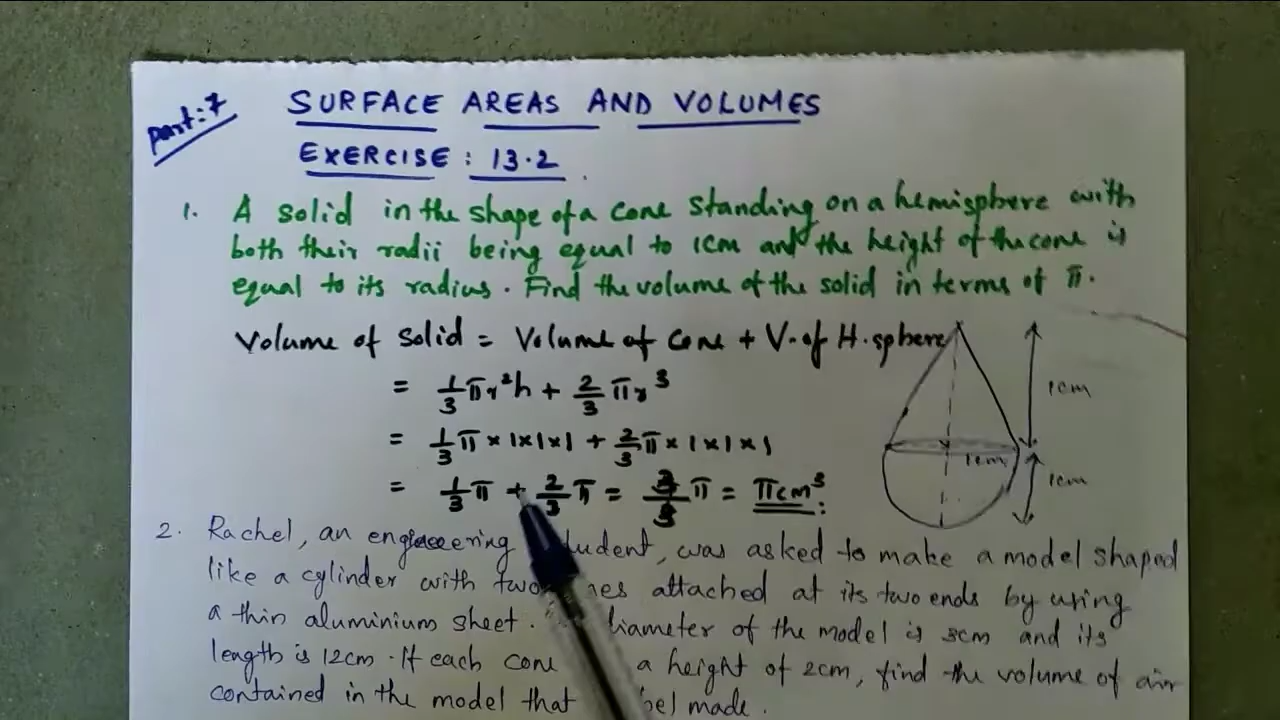 Part:7
SURFACE AREAS AND VOLUMES
EXERCISE : 13.2
1. A solid in the shape of a cone standing on a hemisphere with
both their radii being equal to 1cm and the height of the cone is
equal to its radius. Find the volume of the solid in terms of π.
Volume of solid = Volume of Cone + V. of H.sphere
= 1/3 πr²h + 2/3 πr³
= 1/3 π × 1×1×1 + 2/3 π × 1 × 1 × 1
= 1/3 π + 2/3 π = 3/3 π = πcm³
1cm
1cm
1cm
2. Rachel, an engineering student, was asked to make a model shaped
like a cylinder with two attached at its two ends by using
a thin aluminium sheet. diameter of the model is 3cm and its
length is 12cm. If each cone a height of 2cm, find the volume of air
contained in the model that made.